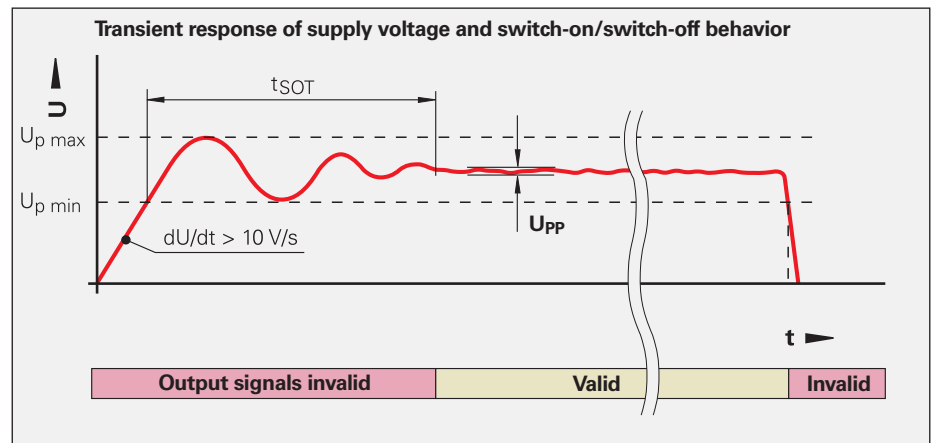 Transient response of supply voltage and switch-on/switch-off behavior
U
tSOT
Up max
Up min
UPP
dU/dt > 10 V/s
t
Output signals invalid
Valid
Invalid